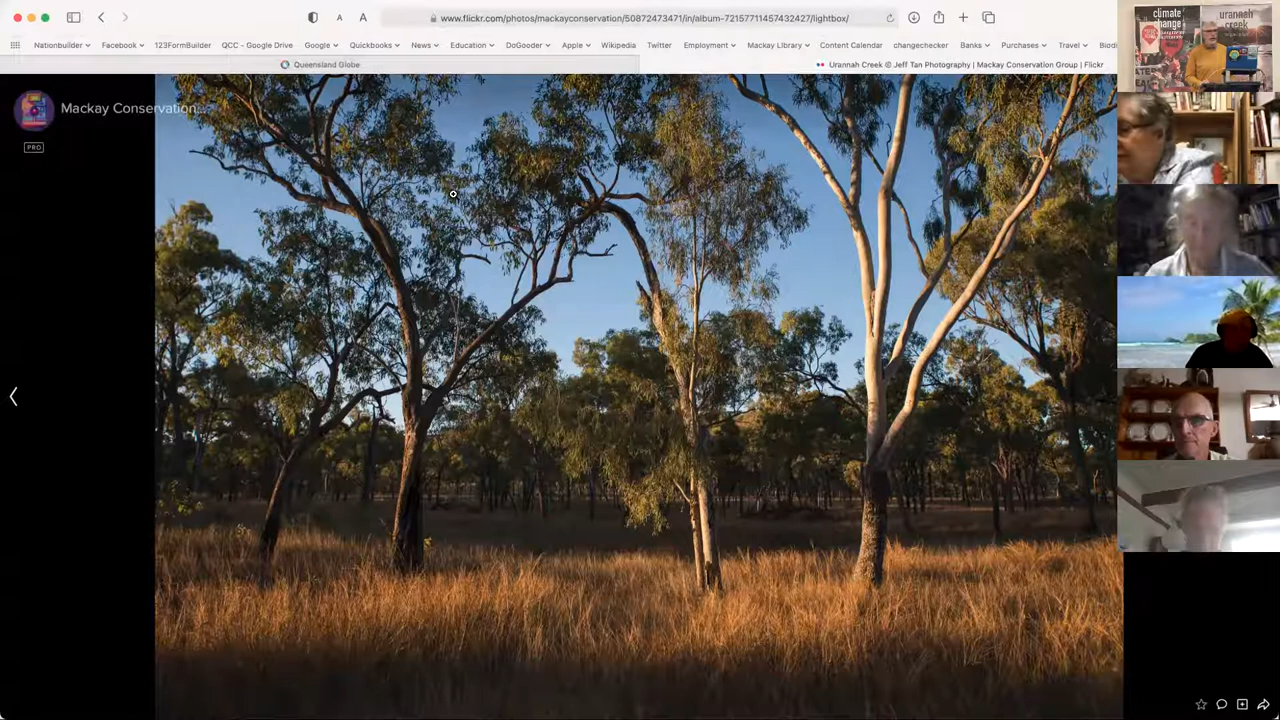 www.flickr.com/photos/mackayconservation/50872473471/in/album-72157711457432427/lightbox/
A A
Nationbuilder Facebook 123FormBuilder QCC - Google Drive Google Quickbooks News Education DoGooder Apple Wikipedia Twitter Employment Mackay Library Content Calendar changechecker Banks Purchases Travel Biodi
Queensland Globe
Urannah Creek © Jeff Tan Photography | Mackay Conservation Group | Flickr
Mackay Conservation...
PRO
climate
change
urannah
creek